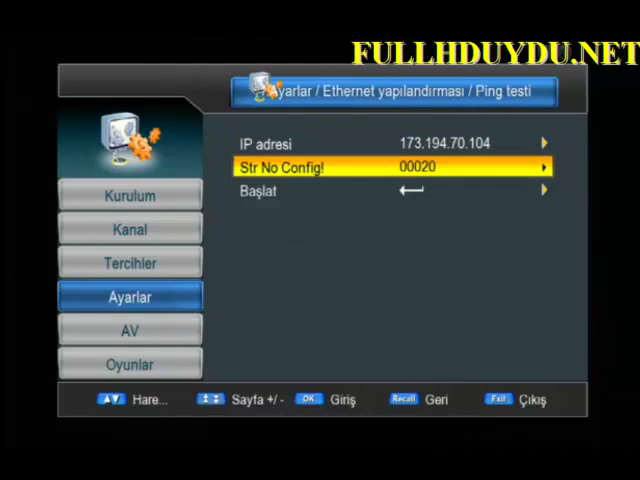 FULLHDUYDU.NET
Ayarlar / Ethernet yapılandırması / Ping testi
IP adresi 173.194.70.104
Str No Config! 00020
Başlat
Kurulum
Kanal
Tercihler
Ayarlar
AV
Oyunlar
Hare... Sayfa +/- OK Giriş Recall Geri Exit Çıkış